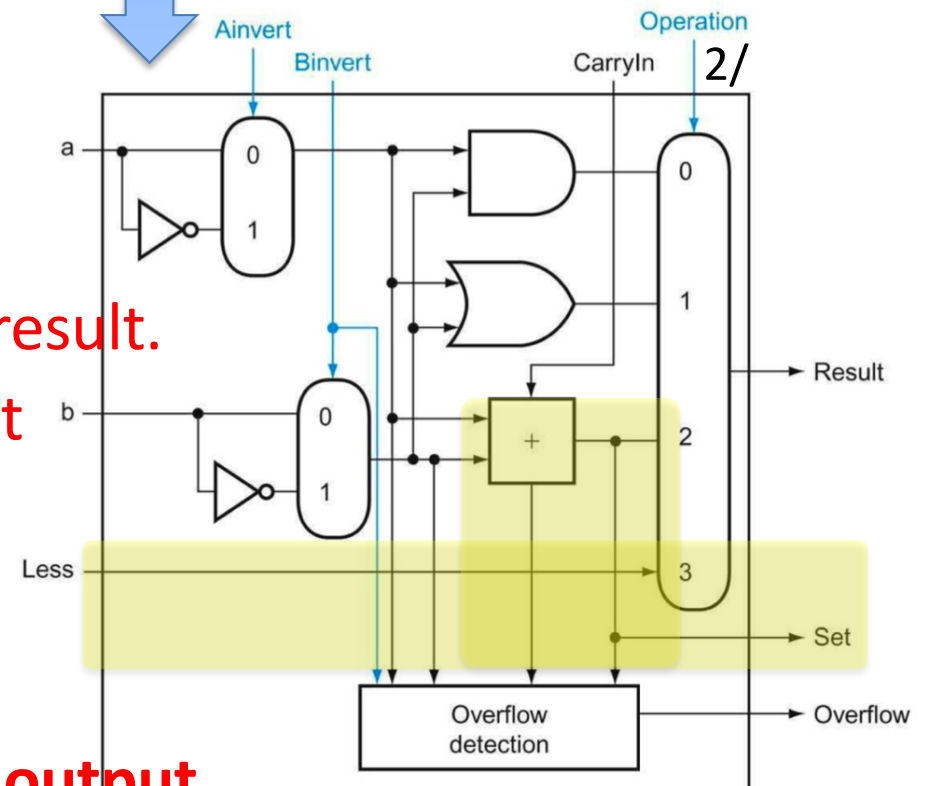 Operation
Ainvert
Binvert
CarryIn
2/
a
0
0
1
result.
1
Result
t
b
0
2
+
1
Less
3
Set
Overflow
detection
Overflow
output